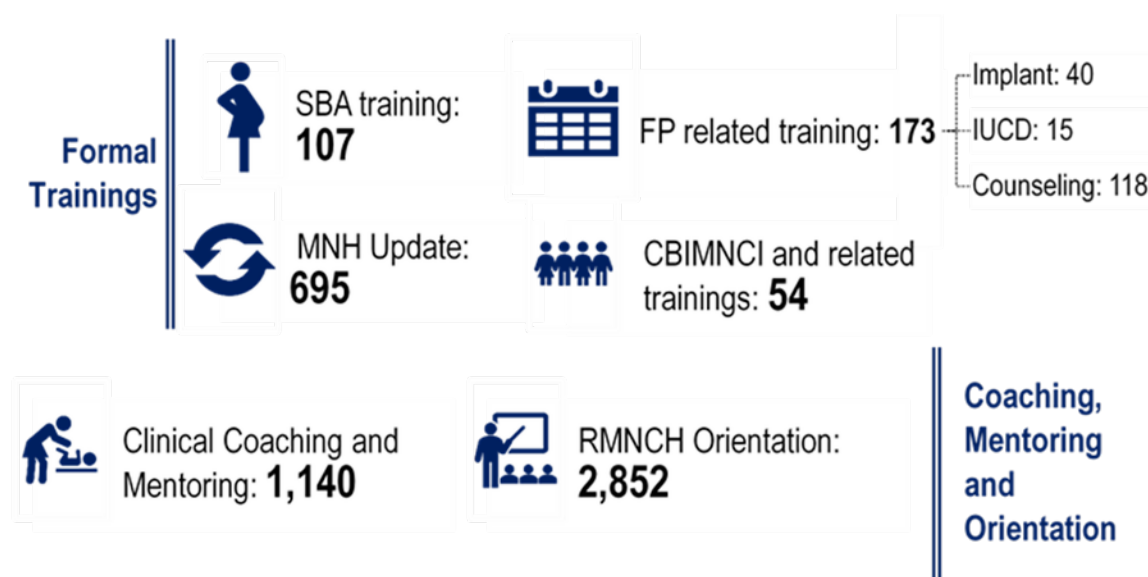 Formal
Trainings
SBA training:
107
FP related training: 173
Implant: 40
IUCD: 15
Counseling: 118
MNH Update:
695
CBIMNCI and related
trainings: 54
Clinical Coaching and
Mentoring: 1,140
RMNCH Orientation:
2,852
Coaching,
Mentoring
and
Orientation